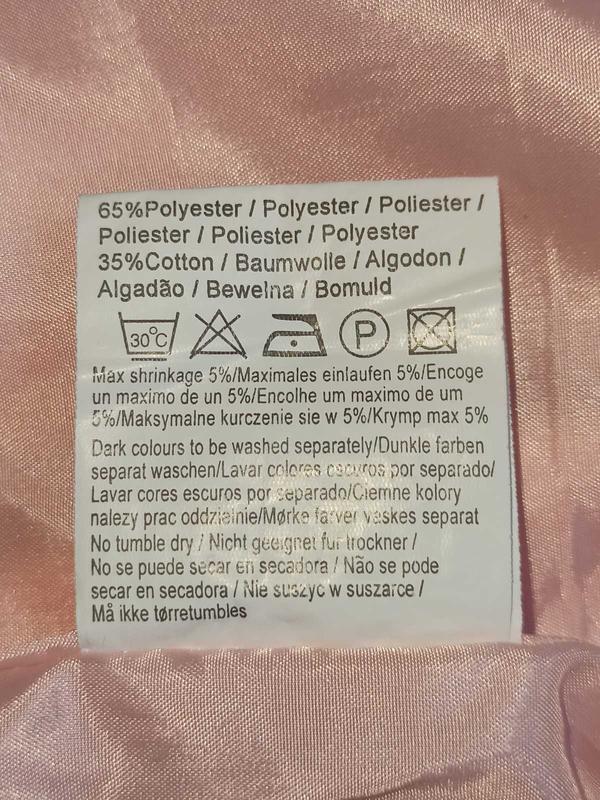 65%Polyester / Polyester / Poliester /
Poliester / Poliester / Polyester
35%Cotton / Baumwolle / Algodon /
Algadão / Bewelna / Bomuld
30°C P
Max shrinkage 5%/Maximales einlaufen 5%/Encoge
un maximo de un 5%/Encolhe um maximo de um
5%/Maksymalne kurczenie sie w 5%/Krymp max 5%
Dark colours to be washed separately/Dunkle farben
separat waschen/Lavar colores escuros por separado/
Lavar cores escuros por separado/Ciemne kolory
nalezy prac oddzielnie/Mørke farver vaskes separat
No tumble dry / Nicht geeignet fur trockner /
No se puede secar en secadora / Não se pode
secar en secadora / Nie suszyc w suszarce /
Må ikke tørretumbles